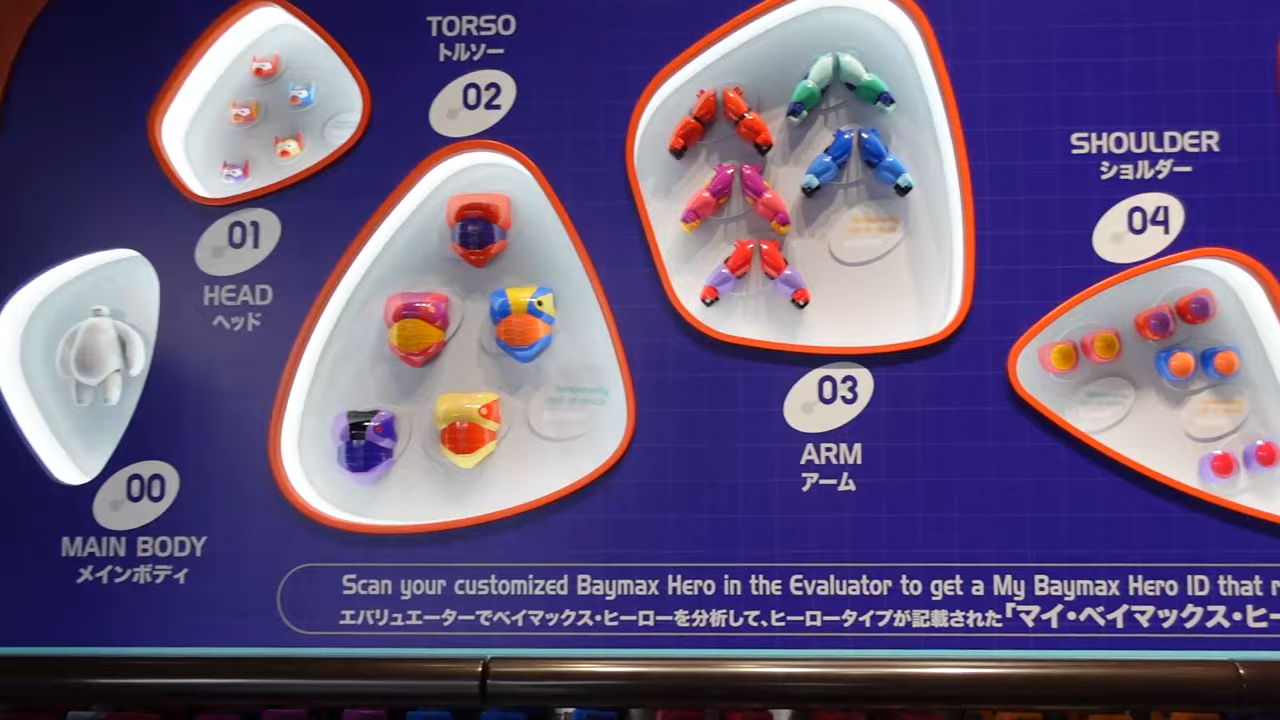 TORSO
トルソー
02
01
HEAD
ヘッド
00
MAIN BODY
メインボディ
03
ARM
アーム
SHOULDER
ショルダー
04
Scan your customized Baymax Hero in the Evaluator to get a My Baymax Hero ID that
エバリュエーターでベイマックス・ヒーローを分析して、ヒーロータイプが記載された「マイ・ベイマックス・ヒー